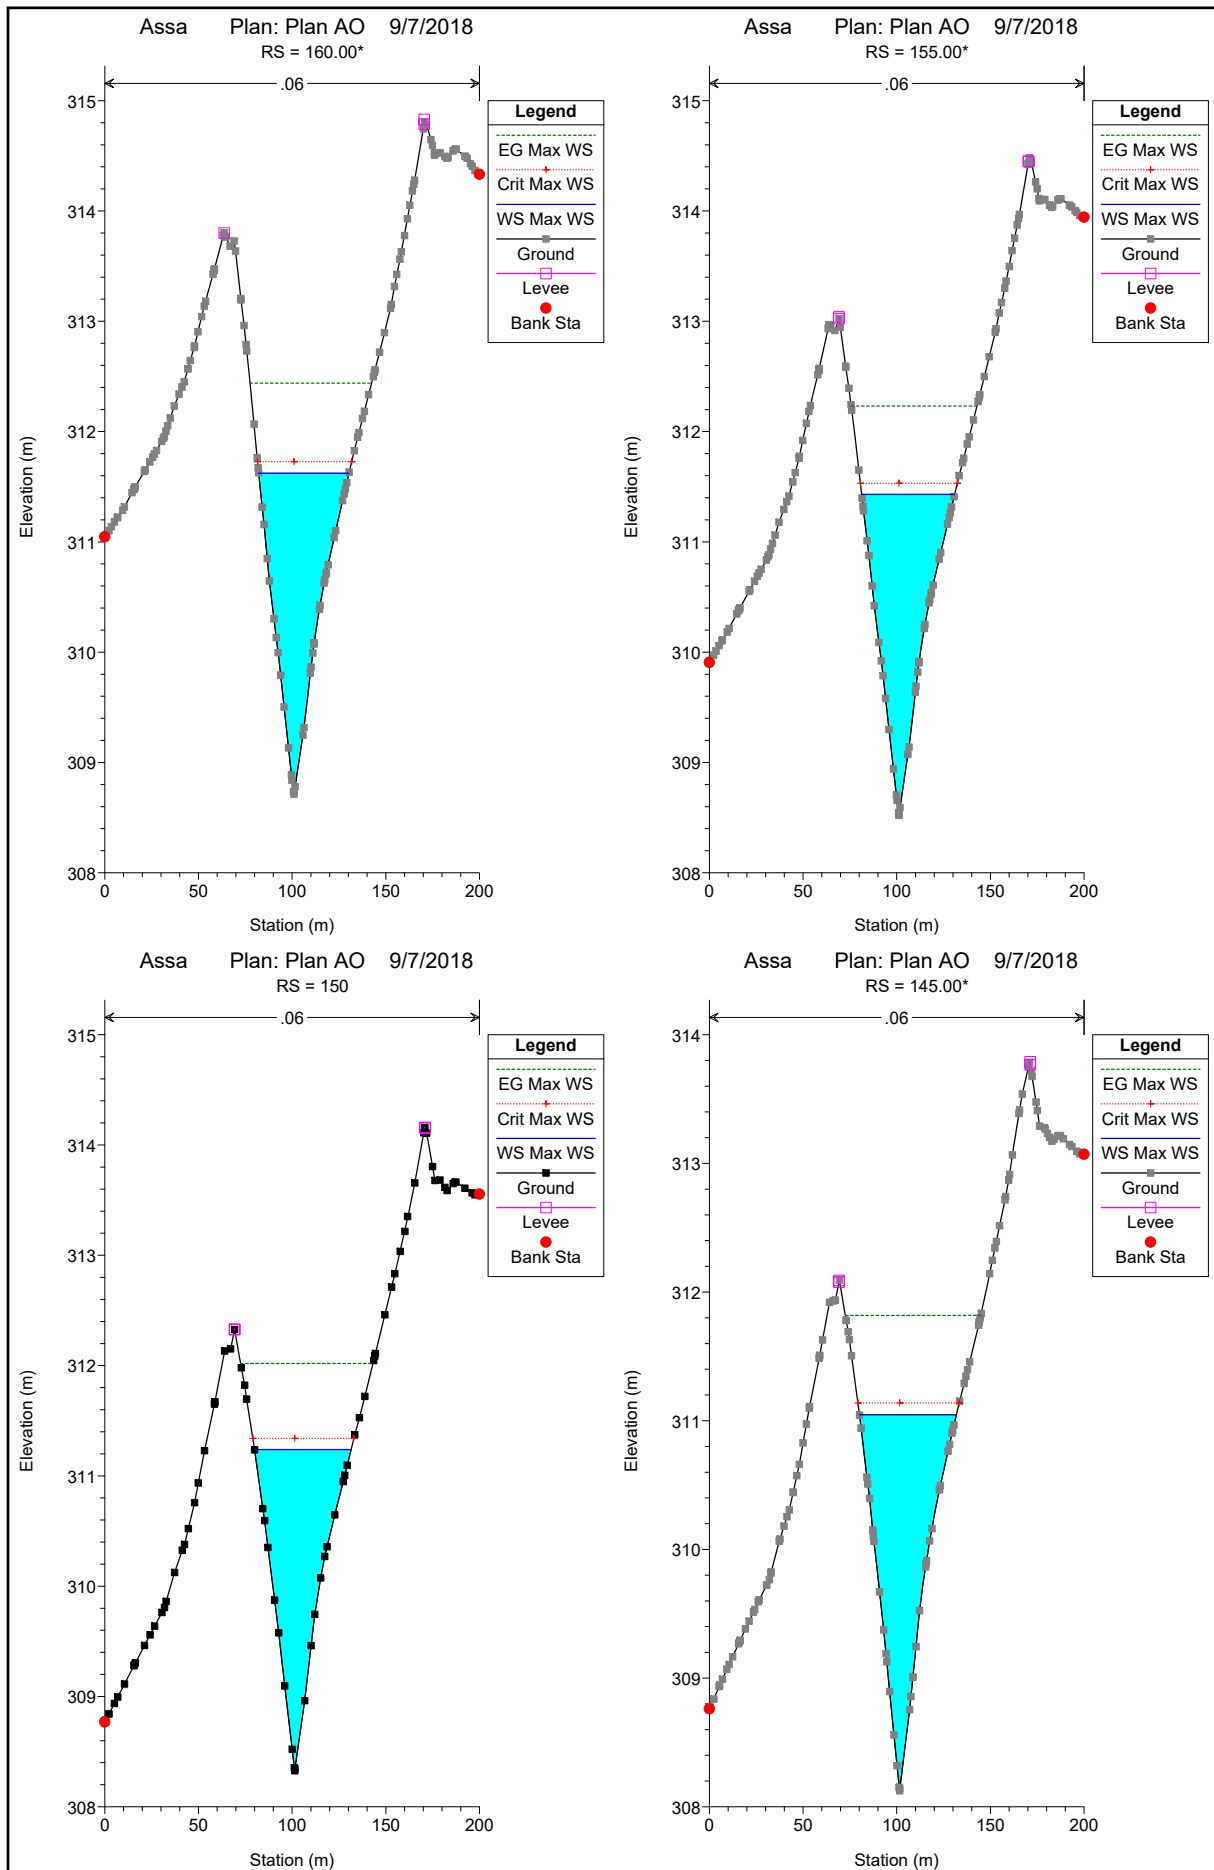 Assa Plan: Plan AO 9/7/2018
RS = 160.00*
.06
315
314
313
312
311
310
309
308
Elevation (m)
0 50 100 150 200
Station (m)
Legend
EG Max WS
Crit Max WS
WS Max WS
Ground
Levee
Bank Sta
Assa Plan: Plan AO 9/7/2018
RS = 155.00*
.06
315
314
313
312
311
310
309
308
Elevation (m)
0 50 100 150 200
Station (m)
Legend
EG Max WS
Crit Max WS
WS Max WS
Ground
Levee
Bank Sta
Assa Plan: Plan AO 9/7/2018
RS = 150
.06
315
314
313
312
311
310
309
308
Elevation (m)
0 50 100 150 200
Station (m)
Legend
EG Max WS
Crit Max WS
WS Max WS
Ground
Levee
Bank Sta
Assa Plan: Plan AO 9/7/2018
RS = 145.00*
.06
314
313
312
311
310
309
308
Elevation (m)
0 50 100 150 200
Station (m)
Legend
EG Max WS
Crit Max WS
WS Max WS
Ground
Levee
Bank Sta